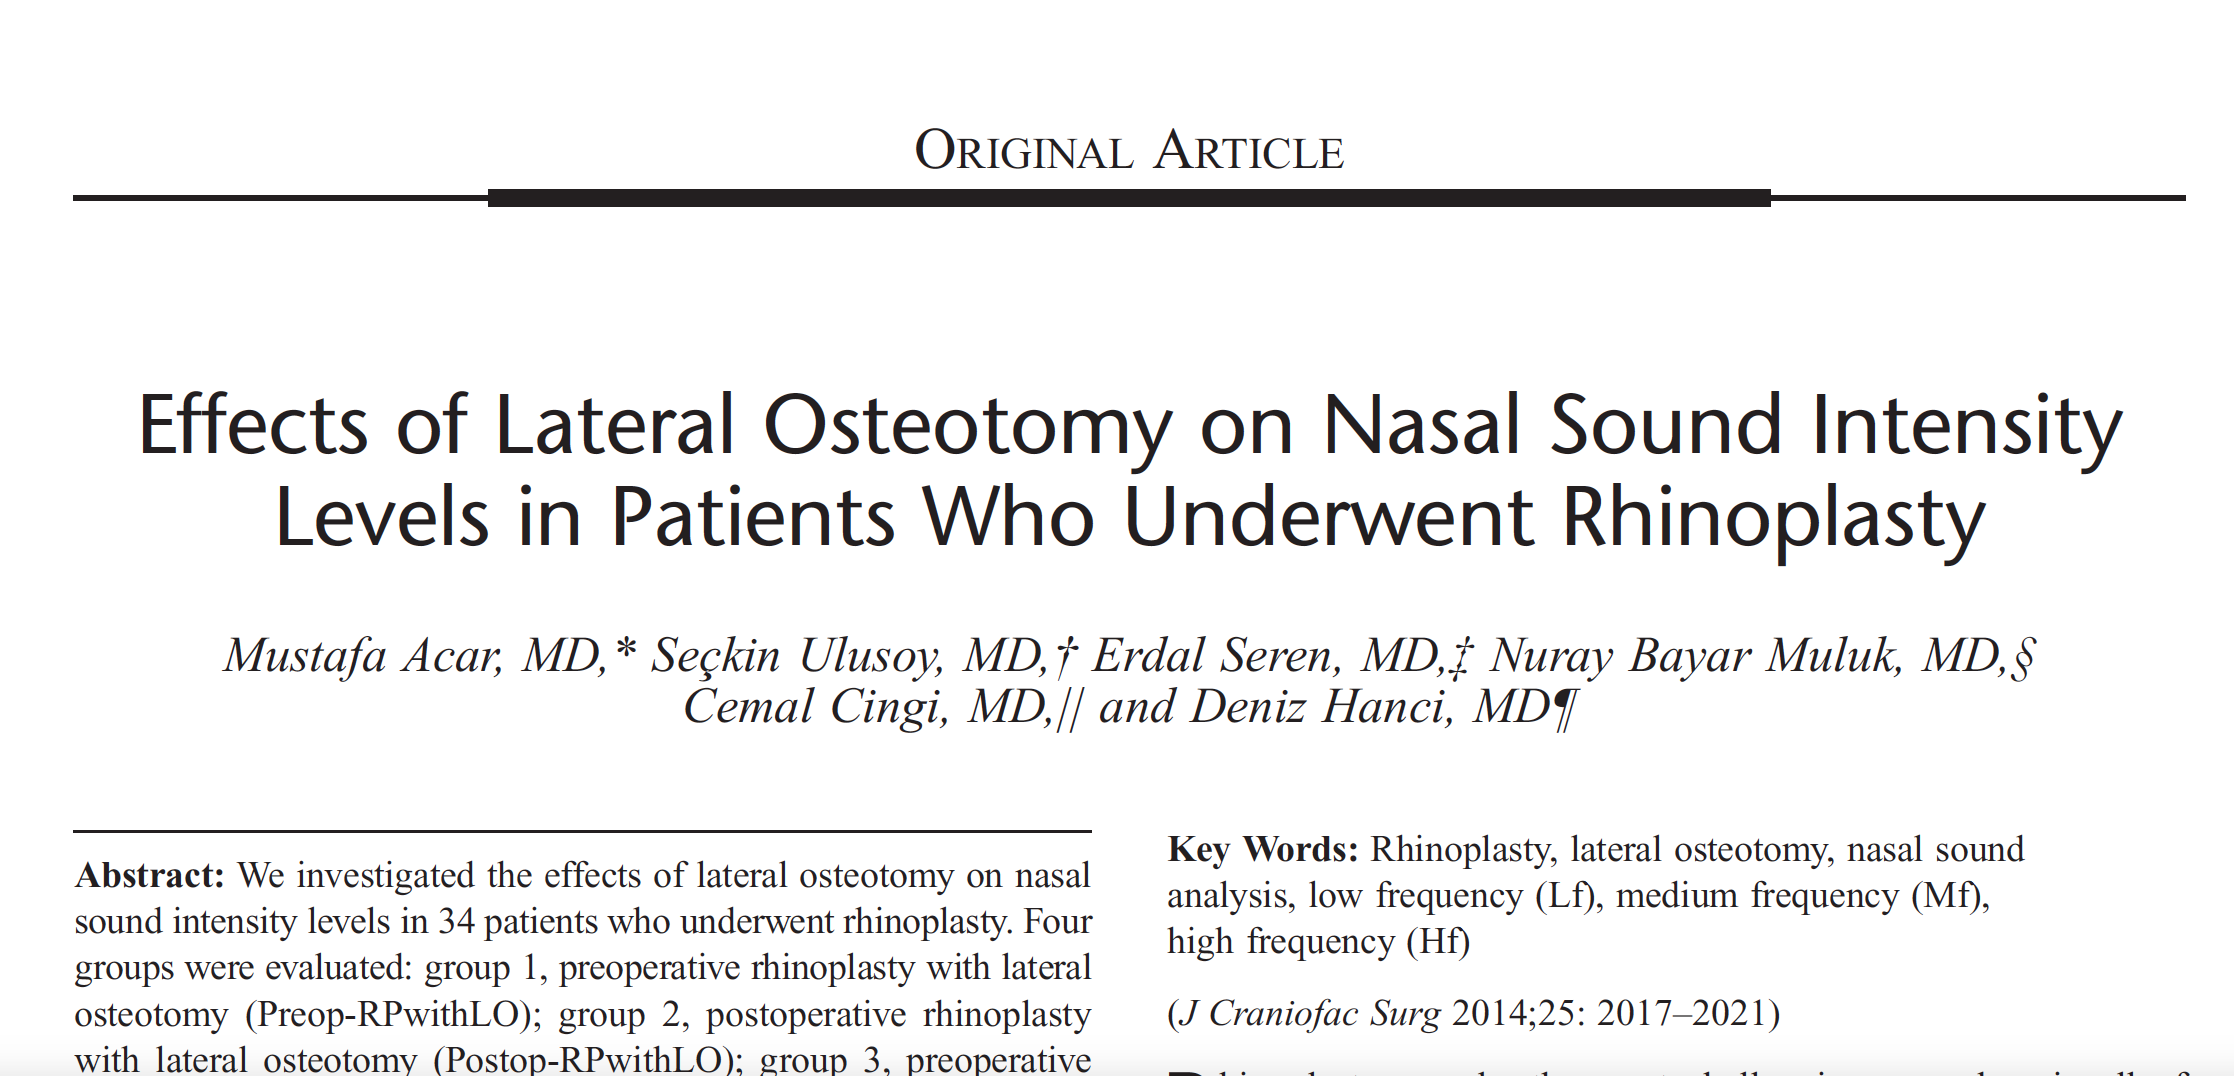 ORIGINAL ARTICLE
Effects of Lateral Osteotomy on Nasal Sound Intensity
Levels in Patients Who Underwent Rhinoplasty
Mustafa Acar, MD,* Seçkin Ulusoy, MD,† Erdal Seren, MD,‡ Nuray Bayar Muluk, MD,§
Cemal Cingi, MD,|| and Deniz Hanci, MD¶
Abstract: We investigated the effects of lateral osteotomy on nasal
sound intensity levels in 34 patients who underwent rhinoplasty. Four
groups were evaluated: group 1, preoperative rhinoplasty with lateral
osteotomy (Preop-RPwithLO); group 2, postoperative rhinoplasty
with lateral osteotomy (Postop-RPwithLO); group 3, preoperative
Key Words: Rhinoplasty, lateral osteotomy, nasal sound
analysis, low frequency (Lf), medium frequency (Mf),
high frequency (Hf)
(J Craniofac Surg 2014;25: 2017–2021)